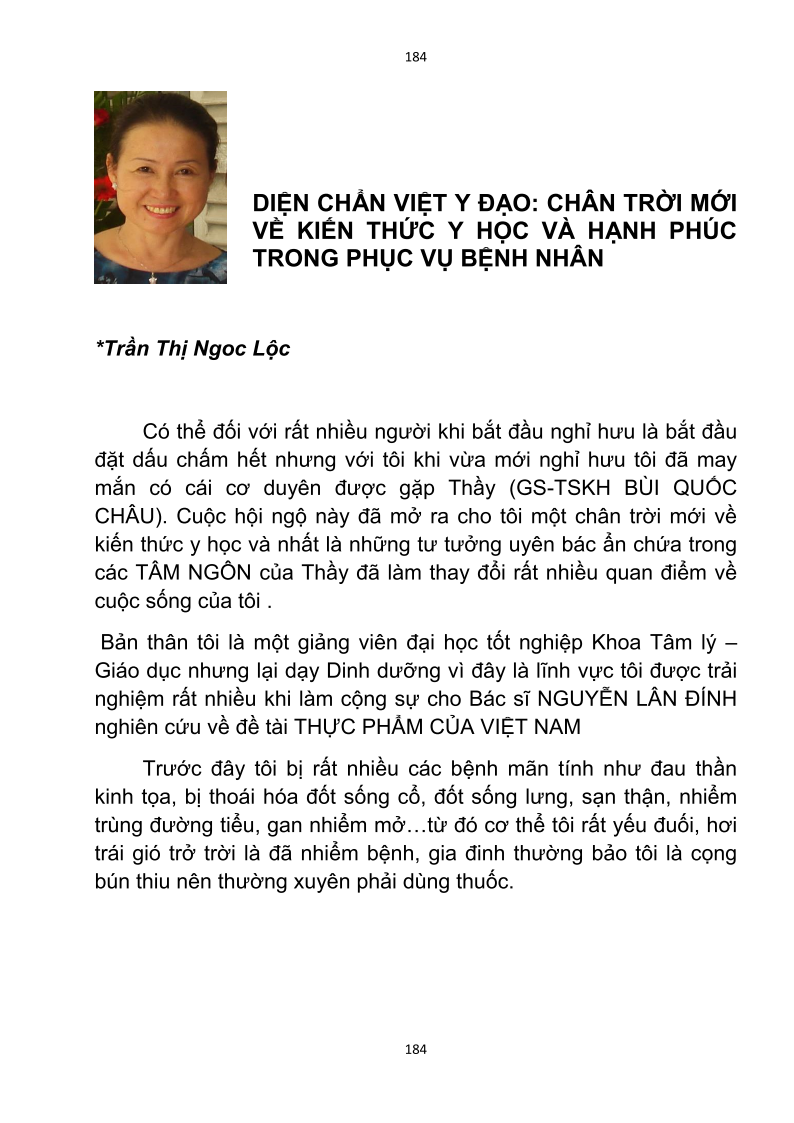 184
DIỆN CHẨN VIỆT Y ĐẠO: CHÂN TRỜI MỚI
VỀ KIẾN THỨC Y HỌC VÀ HẠNH PHÚC
TRONG PHỤC VỤ BỆNH NHÂN
*Trần Thị Ngoc Lộc
Có thể đối với rất nhiều người khi bắt đầu nghỉ hưu là bắt đầu
đặt dấu chấm hết nhưng với tôi khi vừa mới nghỉ hưu tôi đã may
mắn có cái cơ duyên được gặp Thầy (GS-TSKH BÙI QUỐC
CHÂU). Cuộc hội ngộ này đã mở ra cho tôi một chân trời mới về
kiến thức y học và nhất là những tư tưởng uyên bác ẩn chứa trong
các TÂM NGÔN của Thầy đã làm thay đổi rất nhiều quan điểm về
cuộc sống của tôi .
Bản thân tôi là một giảng viên đại học tốt nghiệp Khoa Tâm lý –
Giáo dục nhưng lại dạy Dinh dưỡng vì đây là lĩnh vực tôi được trải
nghiệm rất nhiều khi làm cộng sự cho Bác sĩ NGUYỄN LÂN ĐÍNH
nghiên cứu về đề tài THỰC PHẨM CỦA VIỆT NAM
Trước đây tôi bị rất nhiều các bệnh mãn tính như đau thần
kinh tọa, bị thoái hóa đốt sống cổ, đốt sống lưng, sạn thận, nhiểm
trùng đường tiểu, gan nhiểm mở…từ đó cơ thể tôi rất yếu đuối, hơi
trái gió trở trời là đã nhiểm bệnh, gia đinh thường bảo tôi là cọng
bún thiu nên thường xuyên phải dùng thuốc.
184